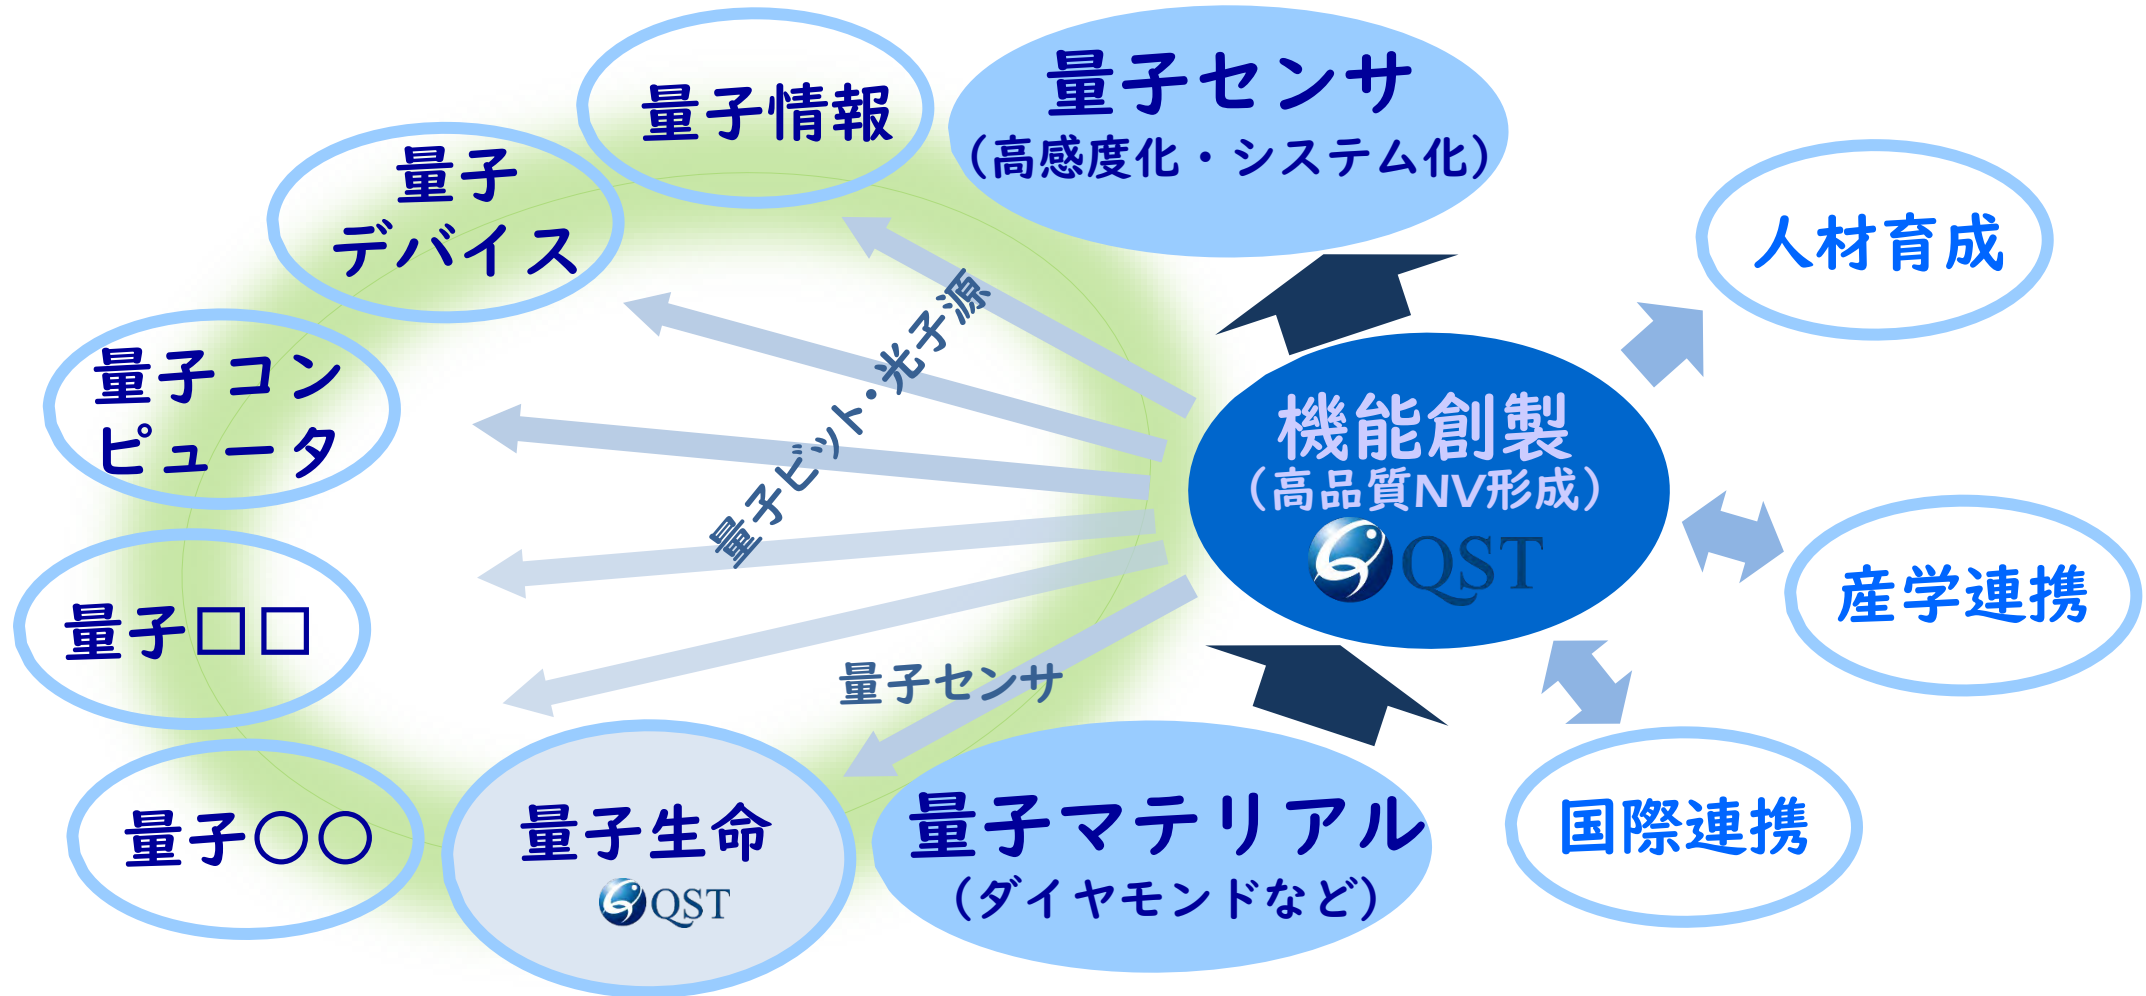 量子情報
量子センサ
（高感度化・システム化）
量子
デバイス
人材育成
量子コン
ピュータ
量子ビット・光子源
機能創製
（高品質NV形成）
QST
産学連携
量子□□
量子センサ
国際連携
量子○○
量子生命
QST
量子マテリアル
（ダイヤモンドなど）